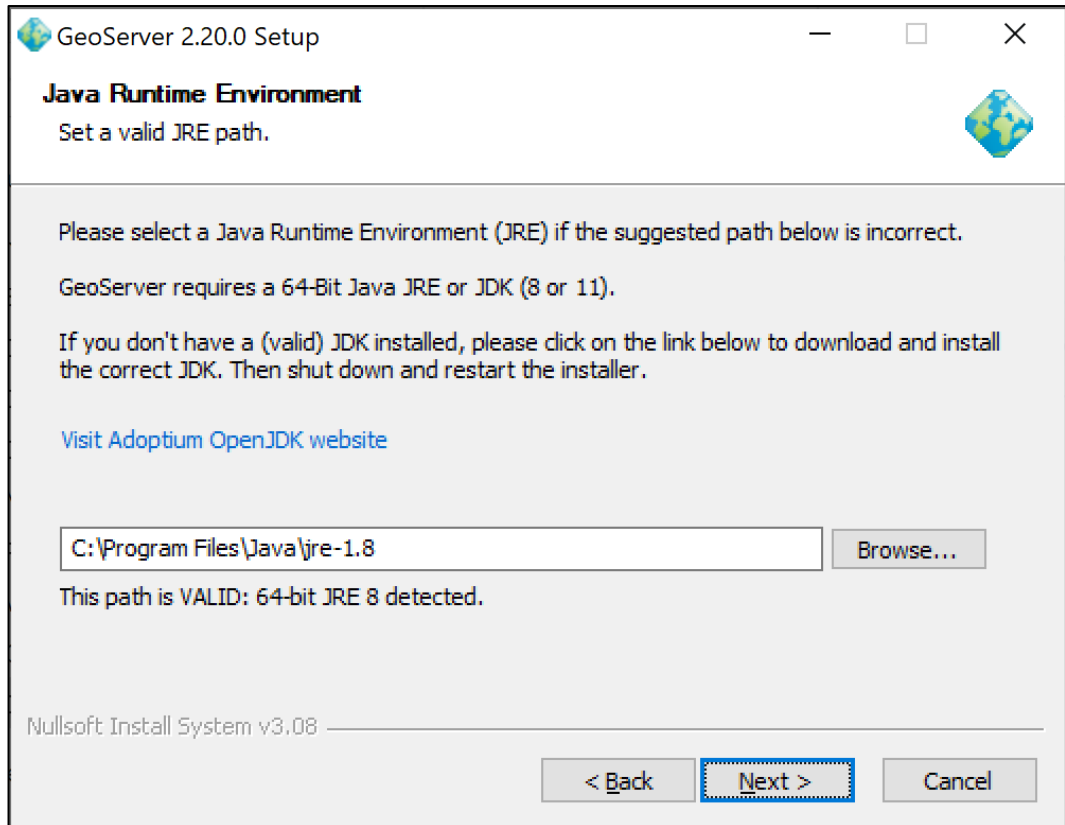 GeoServer 2.20.0 Setup
Java Runtime Environment
Set a valid JRE path.
Please select a Java Runtime Environment (JRE) if the suggested path below is incorrect.
GeoServer requires a 64-Bit Java JRE or JDK (8 or 11).
If you don't have a (valid) JDK installed, please click on the link below to download and install
the correct JDK. Then shut down and restart the installer.
Visit Adoptium OpenJDK website
C:\Program Files\Java\jre-1.8
Browse...
This path is VALID: 64-bit JRE 8 detected.
Nullsoft Install System v3.08
< Back
Next >
Cancel